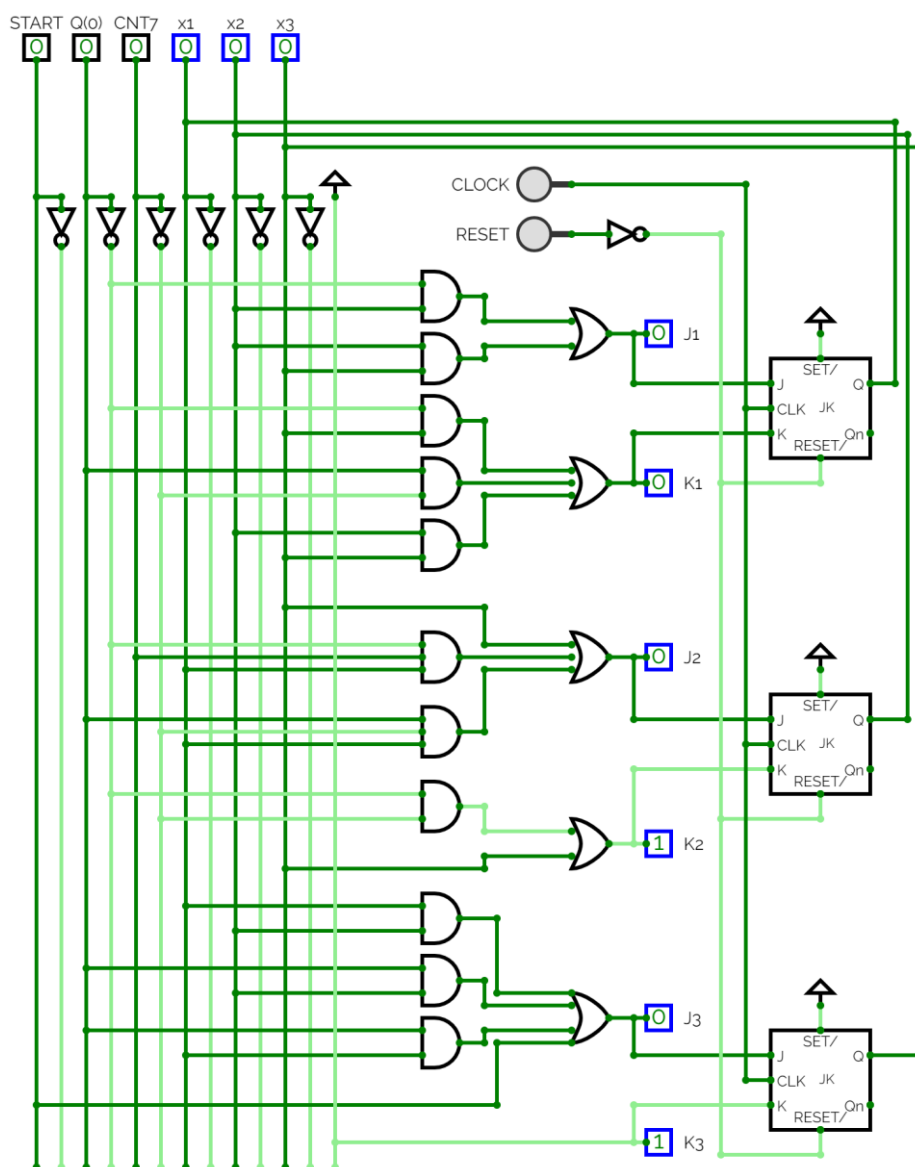 START Q(0) CNT7 x1 x2 x3
0 0 0 0 0 0
CLOCK
RESET
0 J1
SET/
J Q
CLK JK
K Qn
RESET/
0 K1
0 J2
SET/
J Q
CLK JK
K Qn
RESET/
1 K2
0 J3
SET/
J Q
CLK JK
K Qn
RESET/
1 K3